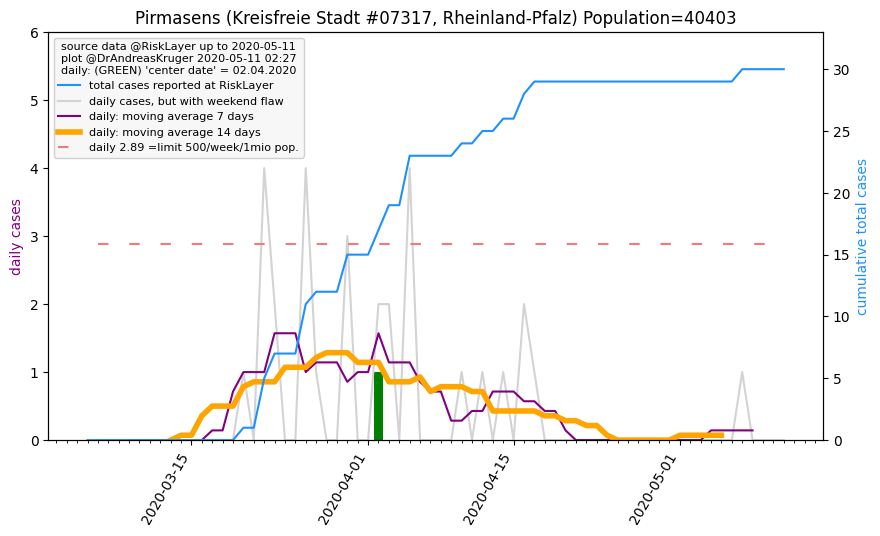 Pirmasens (Kreisfreie Stadt #07317, Rheinland-Pfalz) Population=40403
source data @RiskLayer up to 2020-05-11
plot @DrAndreasKruger 2020-05-11 02:27
daily: (GREEN) 'center date' = 02.04.2020
total cases reported at RiskLayer
daily cases, but with weekend flaw
daily: moving average 7 days
daily: moving average 14 days
daily 2.89 =limit 500/week/1mio pop.
daily cases
6
5
4
3
2
1
0
cumulative total cases
30
25
20
15
10
5
0
2020-03-15
2020-04-01
2020-04-15
2020-05-01